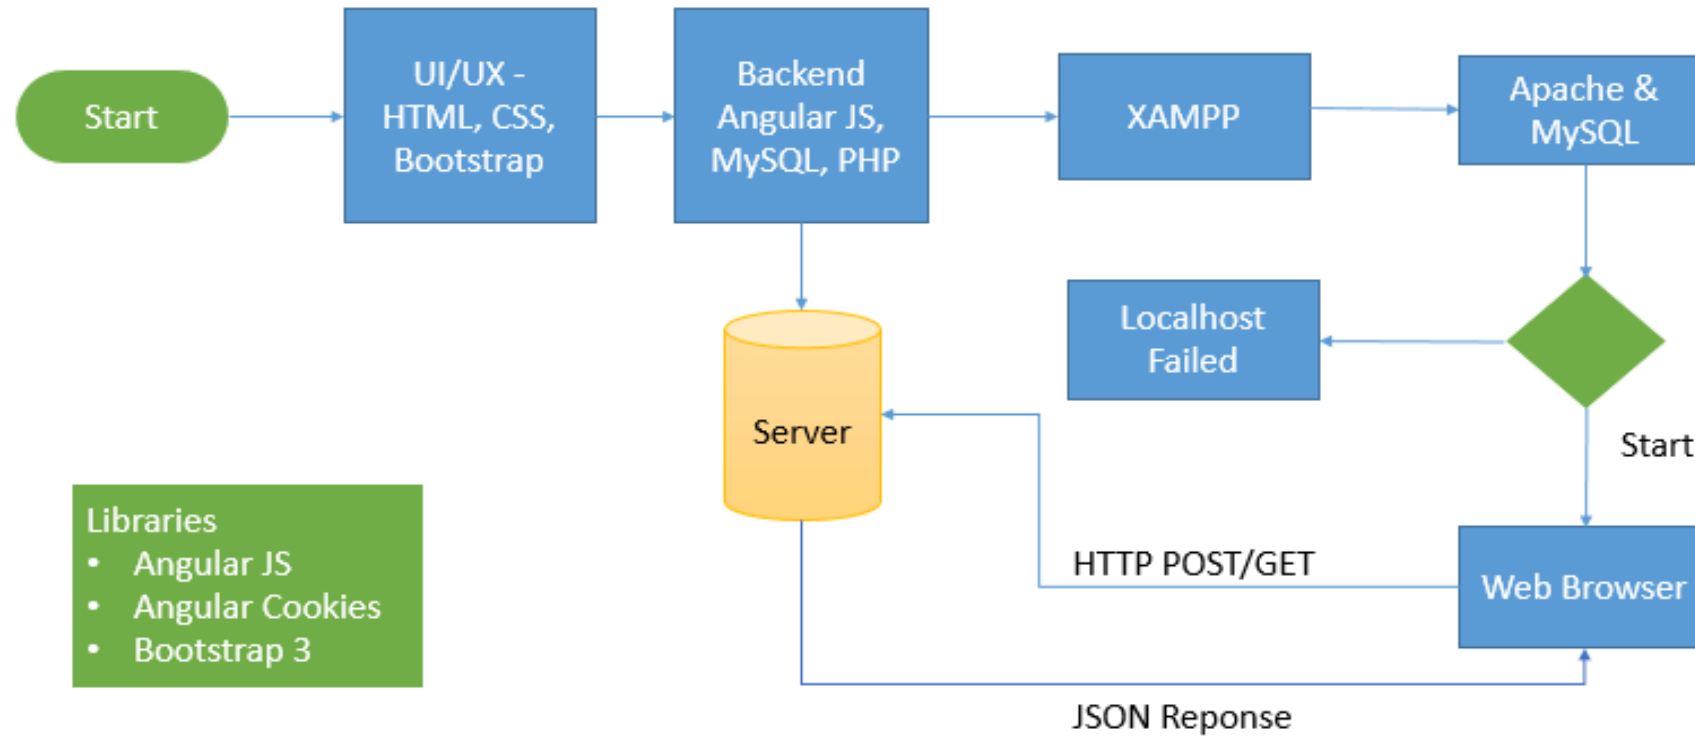 Start
UI/UX -
HTML, CSS,
Bootstrap
Backend
Angular JS,
MySQL, PHP
XAMPP
Apache &
MySQL
Localhost
Failed
Start
Server
Libraries
• Angular JS
• Angular Cookies
• Bootstrap 3
HTTP POST/GET
Web Browser
JSON Reponse